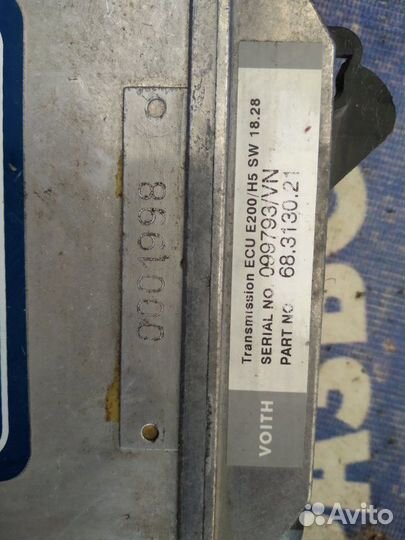 0001998
Transmission ECU E200/H5 SW 18.28
SERIAL NO. 099793/VN
PART NO. 68.3130.21
VOITH
Avito